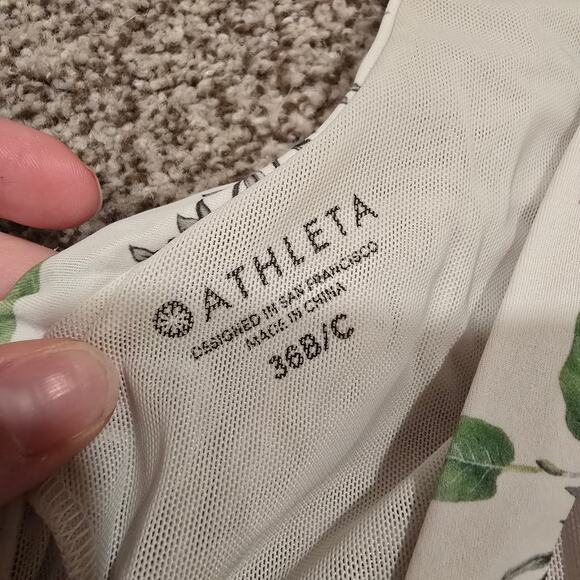 ATHLETA
DESIGNED IN SAN FRANCISCO
MADE IN CHINA
36B/C